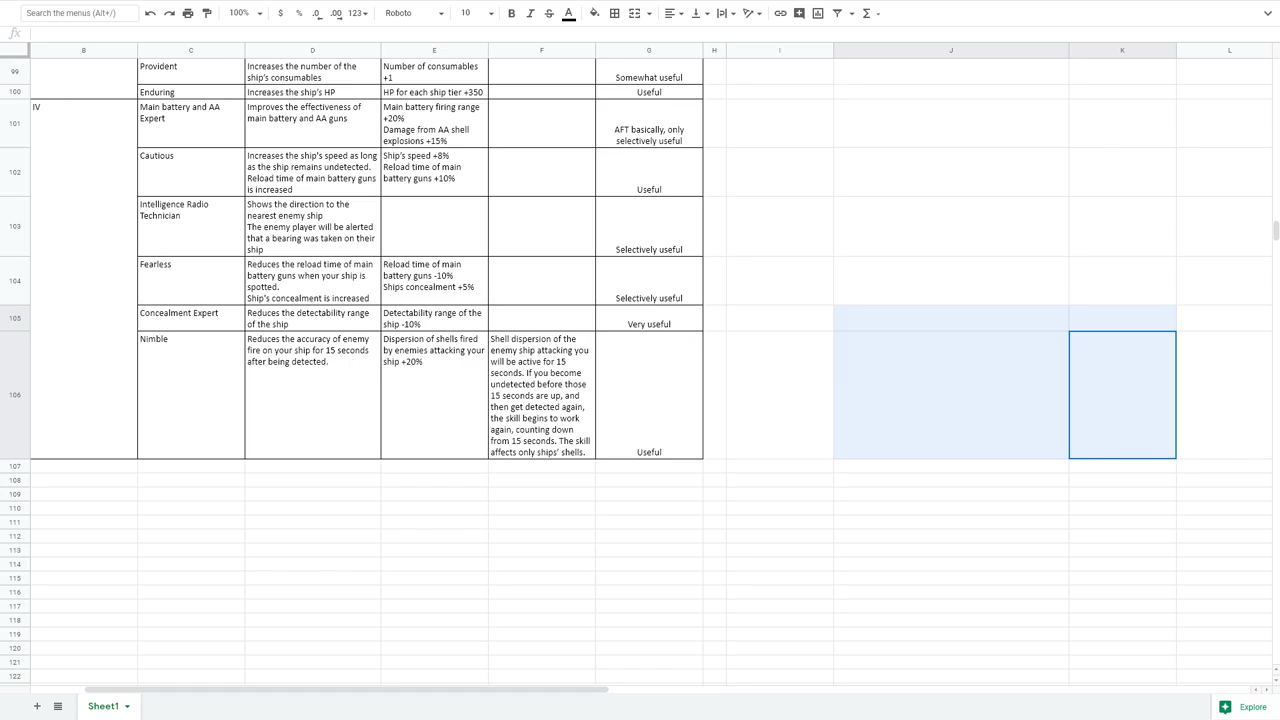 Search the menus (Alt+/)
100%
$
%
.0
.00
123
Roboto
10
B
I
S
A
fx
B
C
D
E
F
G
H
I
J
K
L
99
Provident
Increases the number of the
ship's consumables
Number of consumables
+1
Somewhat useful
100
Enduring
Increases the ship's HP
HP for each ship tier +350
Useful
IV
101
Main battery and AA
Expert
Improves the effectiveness of
main battery and AA guns
Main battery firing range
+20%
Damage from AA shell
explosions +15%
AFT basically, only
selectively useful
102
Cautious
Increases the ship's speed as long
as the ship remains undetected.
Reload time of main battery guns
is increased
Ship's speed +8%
Reload time of main
battery guns +10%
Useful
103
Intelligence Radio
Technician
Shows the direction to the
nearest enemy ship
The enemy player will be alerted
that a bearing was taken on their
ship
Selectively useful
104
Fearless
Reduces the reload time of main
battery guns when your ship is
spotted.
Ship's concealment is increased
Reload time of main
battery guns -10%
Ships concealment +5%
Selectively useful
105
Concealment Expert
Reduces the detectability range
of the ship
Detectability range of the
ship -10%
Very useful
106
Nimble
Reduces the accuracy of enemy
fire on your ship for 15 seconds
after being detected.
Dispersion of shells fired
by enemies attacking your
ship +20%
Shell dispersion of the
enemy ship attacking you
will be active for 15
seconds. If you become
undetected before those
15 seconds are up, and
then get detected again,
the skill begins to work
again, counting down
from 15 seconds. The skill
affects only ships' shells.
Useful
107
108
109
110
111
112
113
114
115
116
117
118
119
120
121
122
Sheet1
Explore